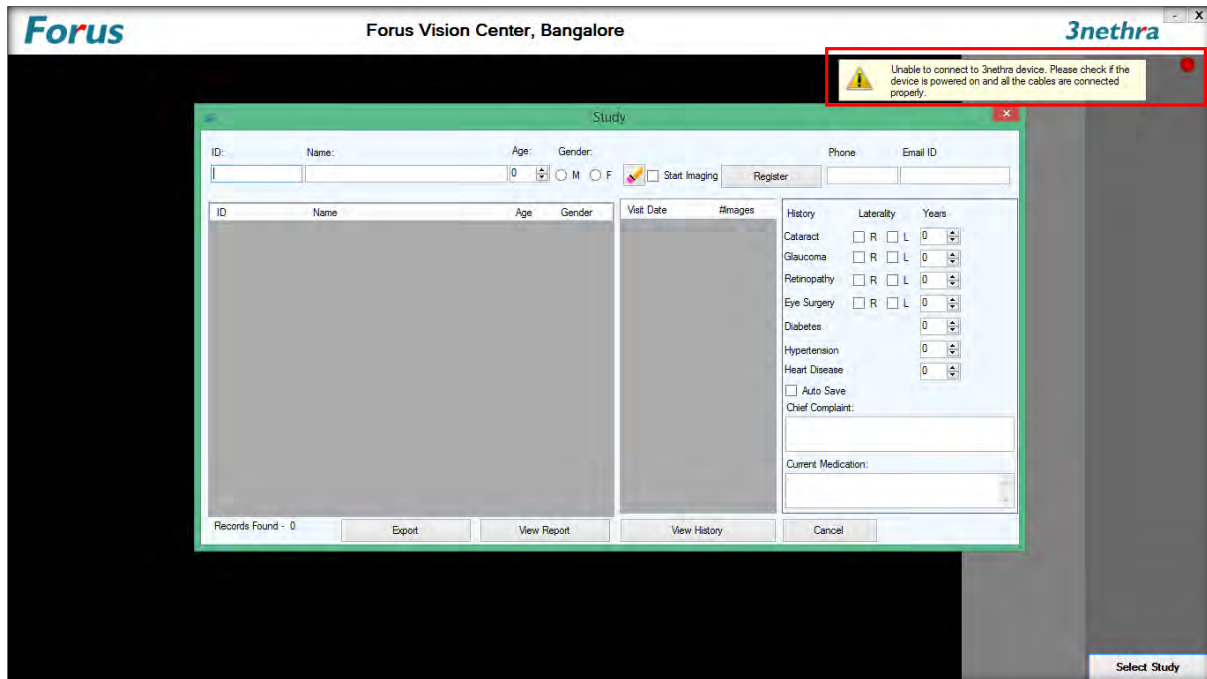 Forus
Forus Vision Center, Bangalore
3nethra
- X
Unable to connect to 3nethra device. Please check if the
device is powered on and all the cables are connected
properly.
Study
ID: Name: Age: Gender: Phone Email ID
0 M F Start Imaging Register
ID Name Age Gender
Visit Date #Images
History Laterality Years
Cataract R L 0
Glaucoma R L 0
Retinopathy R L 0
Eye Surgery R L 0
Diabetes 0
Hypertension 0
Heart Disease 0
Auto Save
Chief Complaint:
Current Medication:
Records Found - 0 Export View Report View History Cancel
Select Study